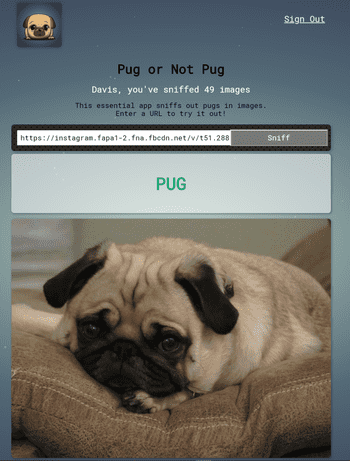 Sign Out
Pug or Not Pug
Davis, you've sniffed 49 images
This essential app sniffs out pugs in images.
Enter a URL to try it out!
https://instagram.fapa1-2.fna.fbcdn.net/v/t51.288 Sniff
PUG